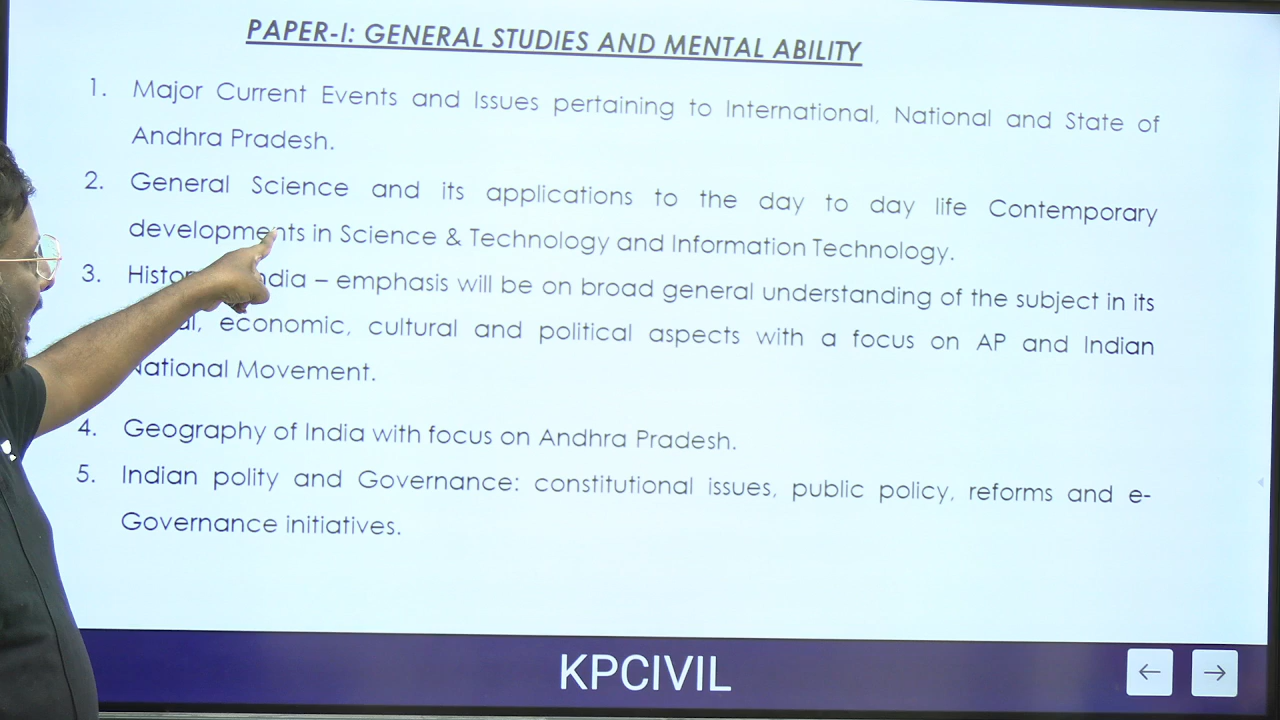 PAPER-I: GENERAL STUDIES AND MENTAL ABILITY
1. Major Current Events and Issues pertaining to International, National and State of
Andhra Pradesh.
2. General Science and its applications to the day to day life Contemporary
developments in Science & Technology and Information Technology.
3. India – emphasis will be on broad general understanding of the subject in its
economic, cultural and political aspects with a focus on AP and Indian
National Movement.
4. Geography of India with focus on Andhra Pradesh.
5. Indian polity and Governance: constitutional issues, public policy, reforms and e-
Governance initiatives.
KPCIVIL